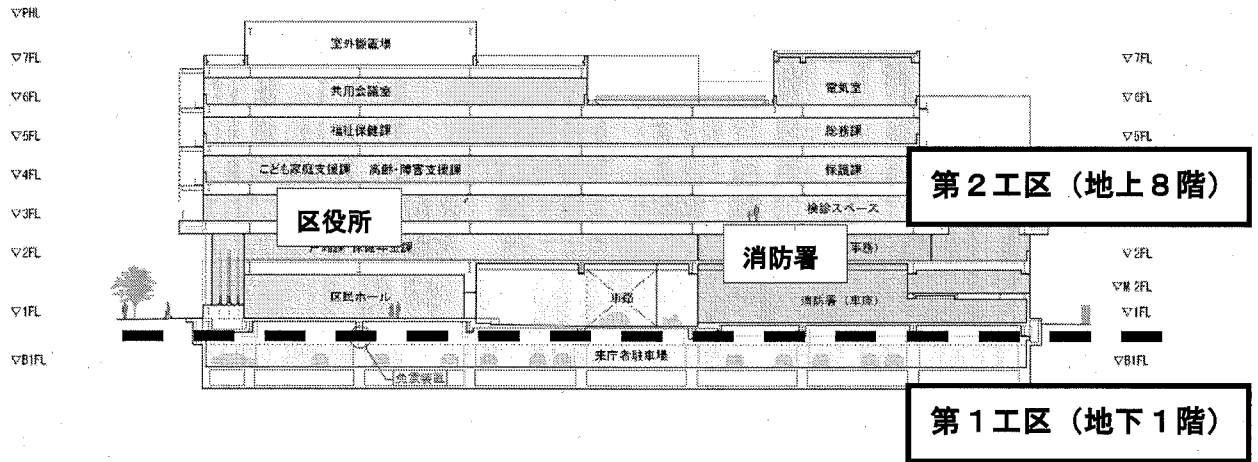 ▽PHL
室外機置場
▽7FL
▽7FL
共用会議室
電気室
▽6FL
▽6FL
福祉保健課
総務課
▽5FL
▽5FL
こども家庭支援課 高齢・障害支援課
保護課
▽4FL
第2工区(地上8階)
検診スペース
▽3FL
区役所
消防署
▽2FL
▽2FL
区民ホール
車路
消防署(車庫)
▽M2FL
▽1FL
▽1FL
来庁者駐車場
▽B1FL
▽B1FL
免震装置
第1工区(地下1階)